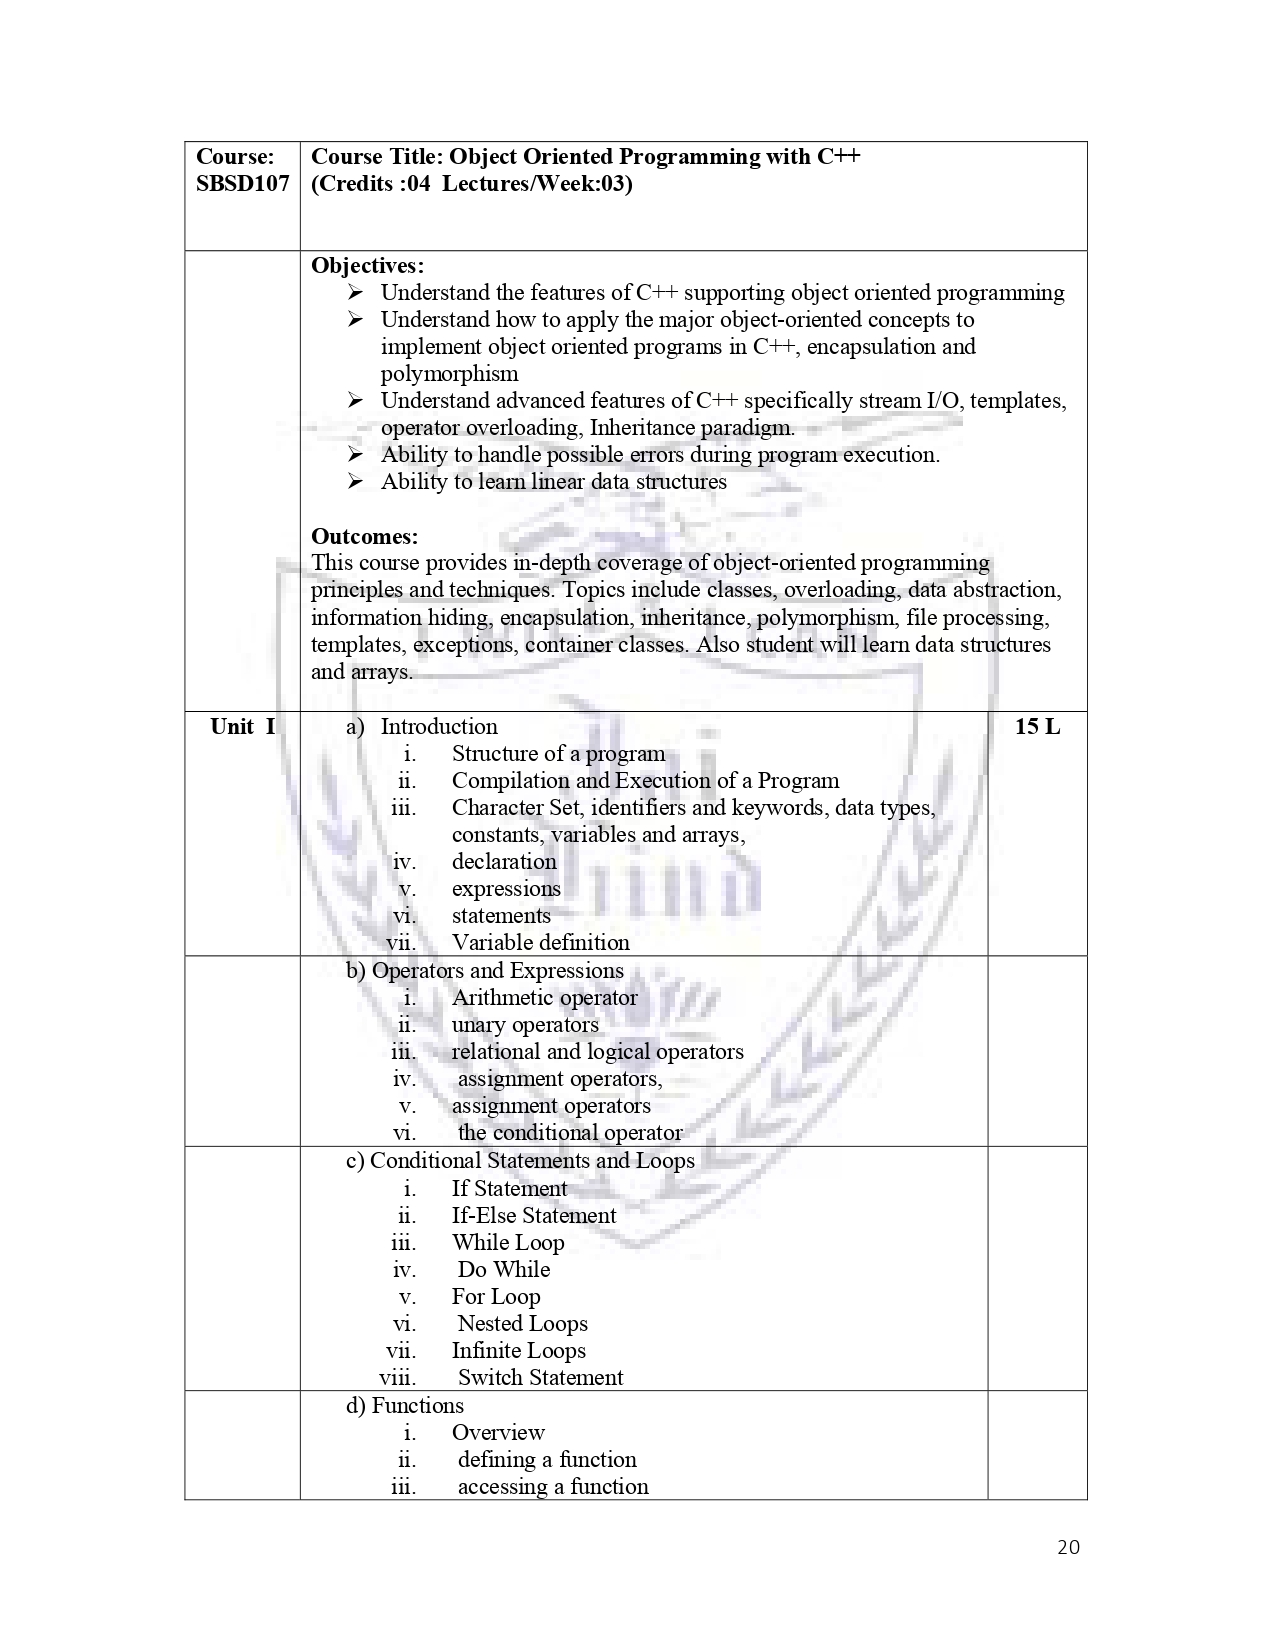 Course: Course Title: Object Oriented Programming with C++
SBSD107 (Credits :04  Lectures/Week:03)
Objectives:
➢ Understand the features of C++ supporting object oriented programming
➢ Understand how to apply the major object-oriented concepts to
implement object oriented programs in C++, encapsulation and
polymorphism
➢ Understand advanced features of C++ specifically stream I/O, templates,
operator overloading, Inheritance paradigm.
➢ Ability to handle possible errors during program execution.
➢ Ability to learn linear data structures
Outcomes:
This course provides in-depth coverage of object-oriented programming
principles and techniques. Topics include classes, overloading, data abstraction,
information hiding, encapsulation, inheritance, polymorphism, file processing,
templates, exceptions, container classes. Also student will learn data structures
and arrays.
I WILL & I CAN
Jai
Hind
Unit I a) Introduction 15 L
i. Structure of a program
ii. Compilation and Execution of a Program
iii. Character Set, identifiers and keywords, data types,
constants, variables and arrays,
iv. declaration
v. expressions
vi. statements
vii. Variable definition
b) Operators and Expressions
i. Arithmetic operator
ii. unary operators
iii. relational and logical operators
iv. assignment operators,
v. assignment operators
vi. the conditional operator
c) Conditional Statements and Loops
i. If Statement
ii. If-Else Statement
iii. While Loop
iv. Do While
v. For Loop
vi. Nested Loops
vii. Infinite Loops
viii. Switch Statement
d) Functions
i. Overview
ii. defining a function
iii. accessing a function
20